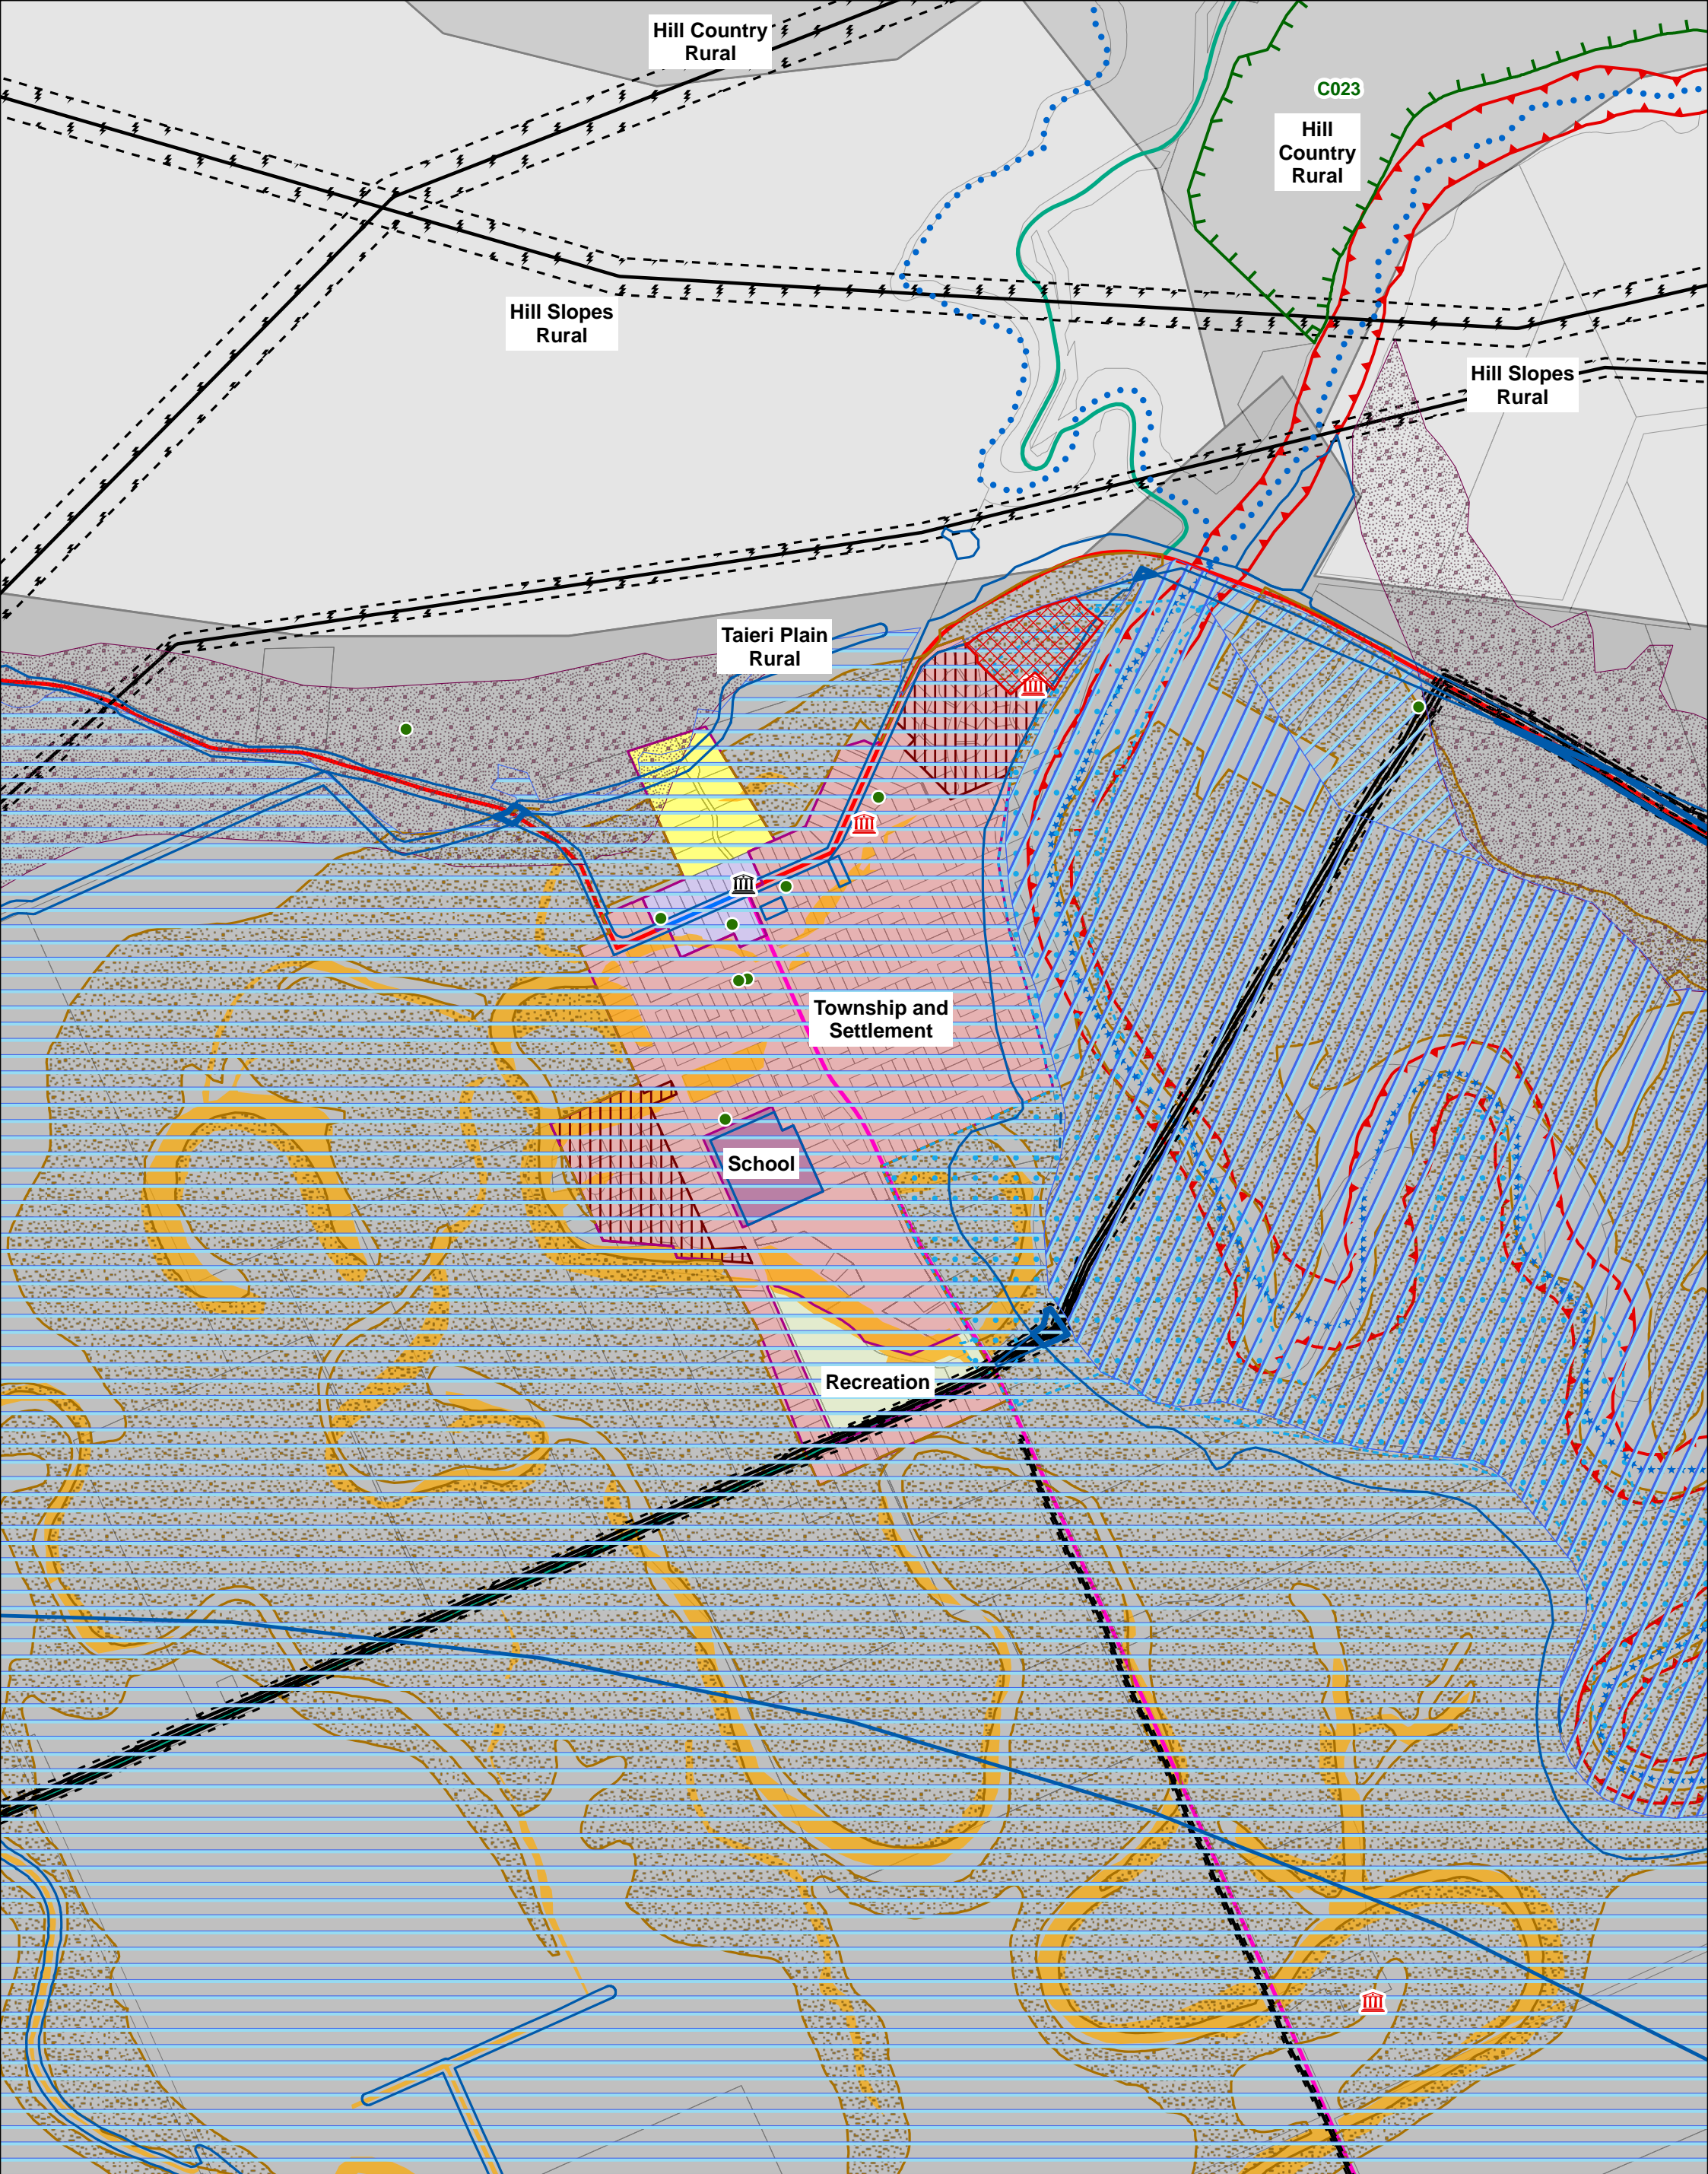 Hill Country
Rural
C023
Hill
Country
Rural
Hill Slopes
Rural
Hill Slopes
Rural
Taieri Plain
Rural
Township and
Settlement
School
Recreation